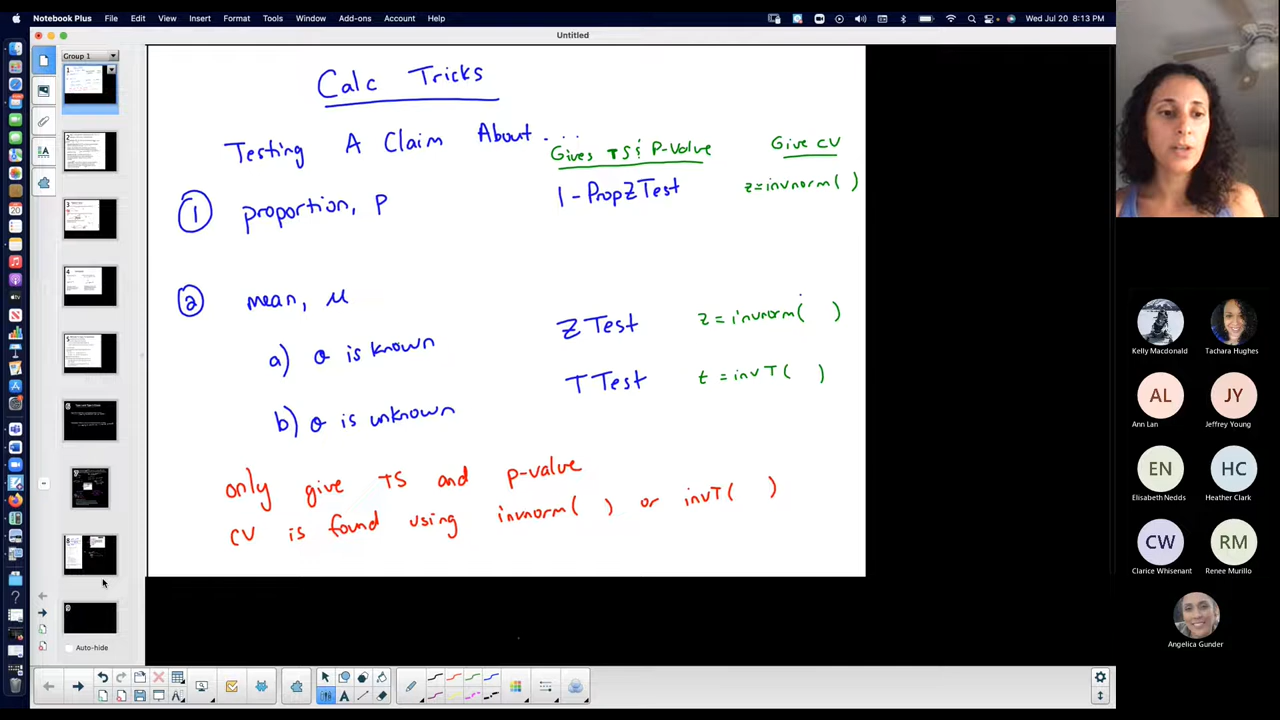 Notebook Plus File Edit View Insert Format Tools Window Add-ons Account Help
Wed Jul 20 8:13 PM
Untitled
Group 1
Calc Tricks
Testing A Claim About ....
Gives TS & P-Value
Give CV
① proportion, p
1-PropZTest
z=invnorm( )
② mean, μ
a) σ is known
ZTest
z = invnorm( )
b) σ is unknown
TTest
t = invT( )
only give TS and p-value
CV is found using invnorm( ) or invT( )
Auto-hide
Kelly Macdonald
Tachara Hughes
AL
JY
Ann Lan
Jeffrey Young
EN
HC
Elisabeth Nedds
Heather Clark
CW
RM
Clarice Whisenant
Renee Murillo
Angelica Gunder